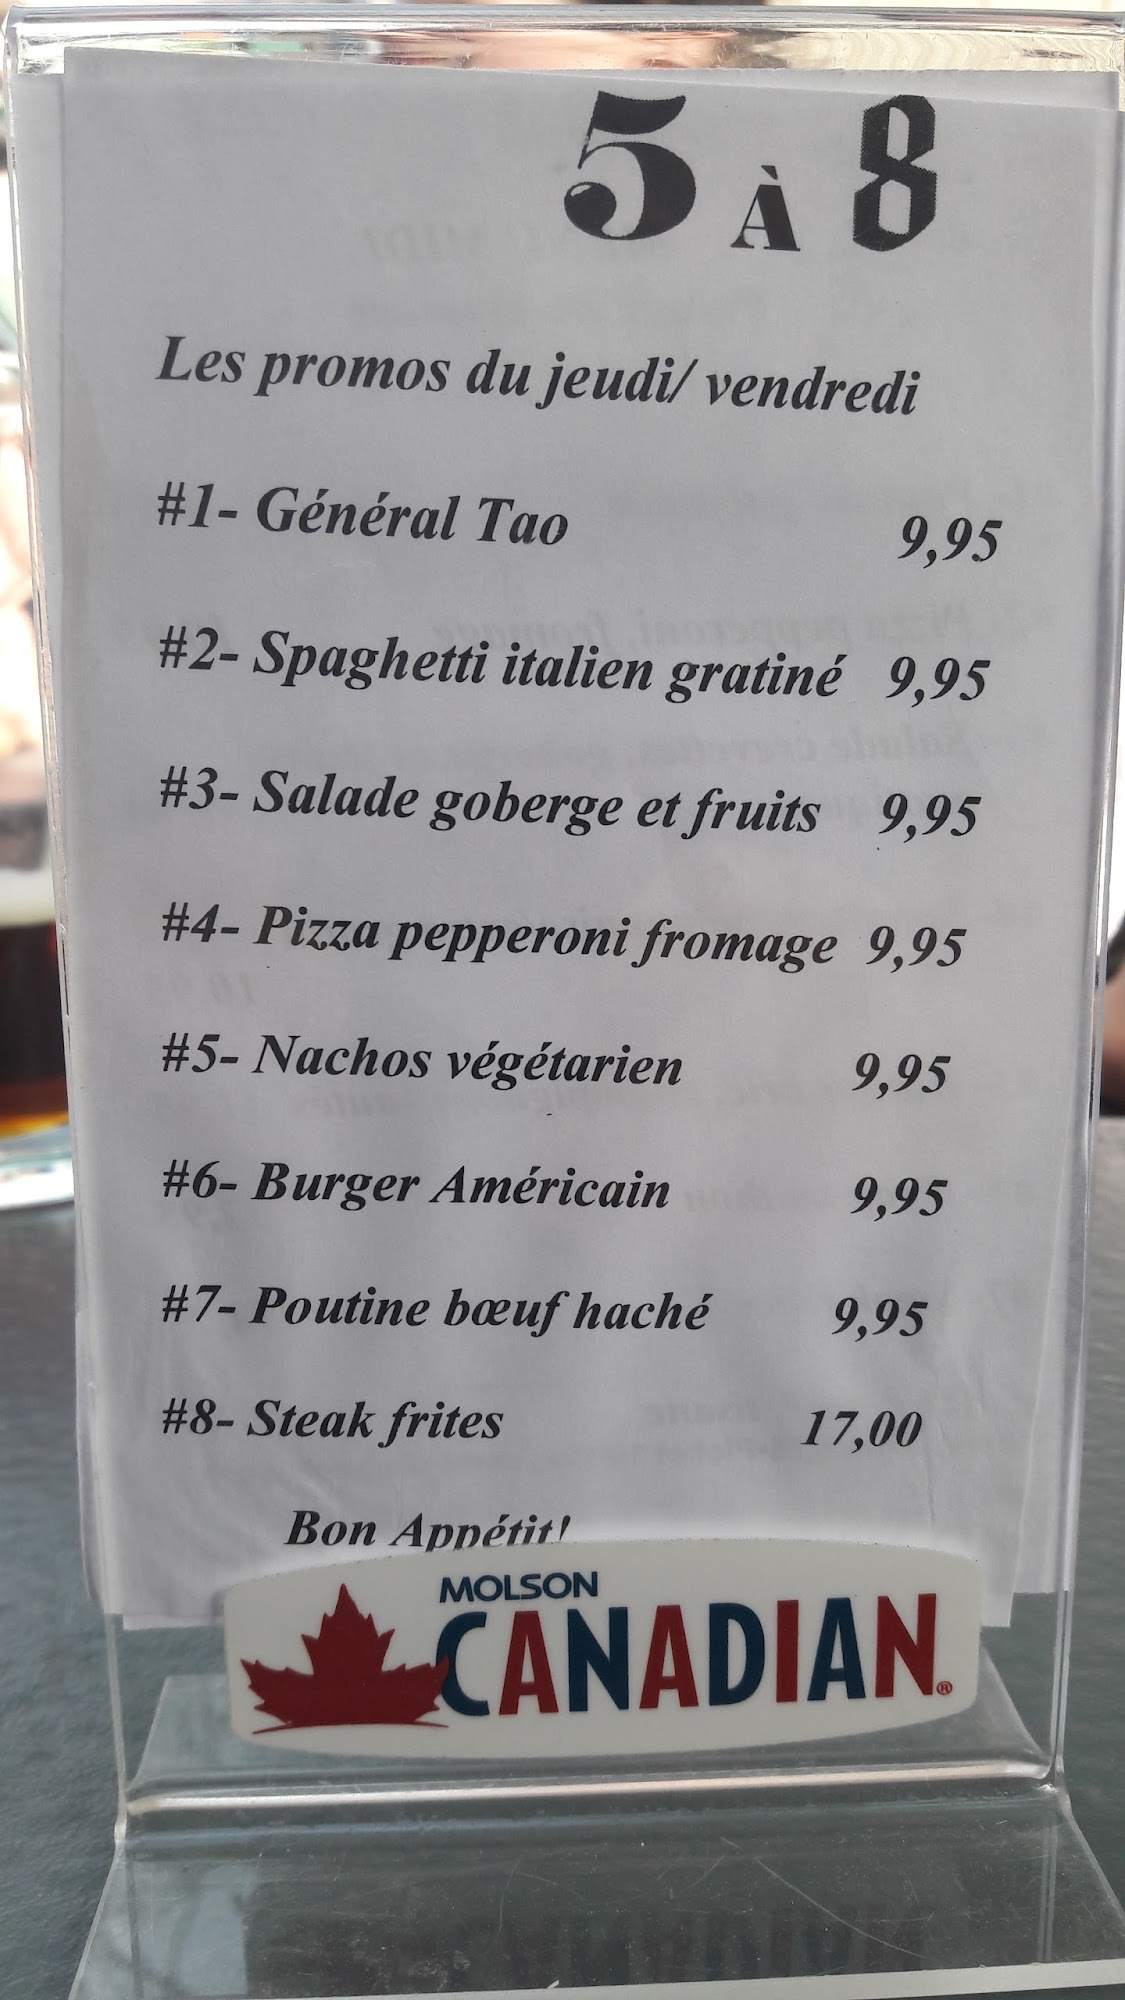 5 À 8
Les promos du jeudi/ vendredi
#1- Général Tao 9,95
#2- Spaghetti italien gratiné 9,95
#3- Salade goberge et fruits 9,95
#4- Pizza pepperoni fromage 9,95
#5- Nachos végétarien 9,95
#6- Burger Américain 9,95
#7- Poutine bœuf haché 9,95
#8- Steak frites 17,00
Bon Appétit!
MOLSON
CANADIAN®